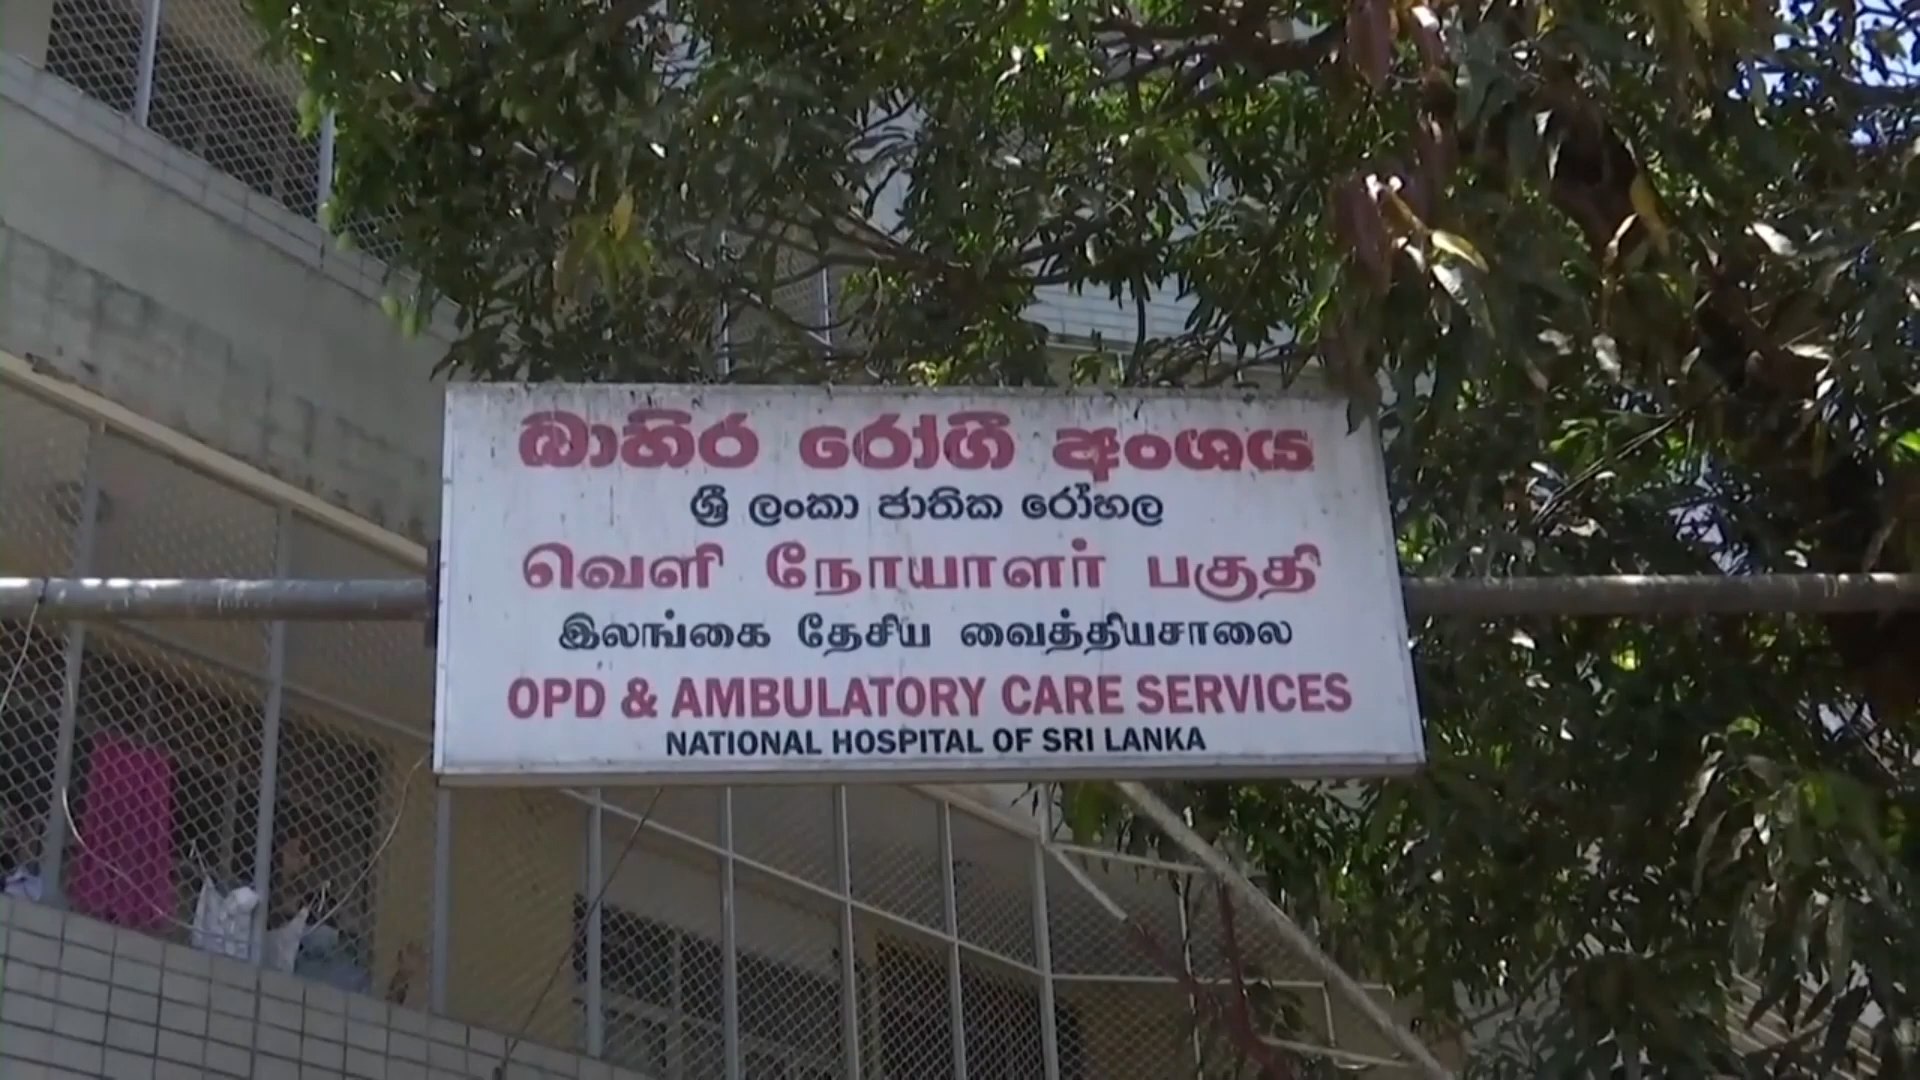 බාහිර රෝගී අංශය
ශ්‍රී ලංකා ජාතික රෝහල
வெளி நோயாளர் பகுதி
இலங்கை தேசிய வைத்தியசாலை
OPD & AMBULATORY CARE SERVICES
NATIONAL HOSPITAL OF SRI LANKA